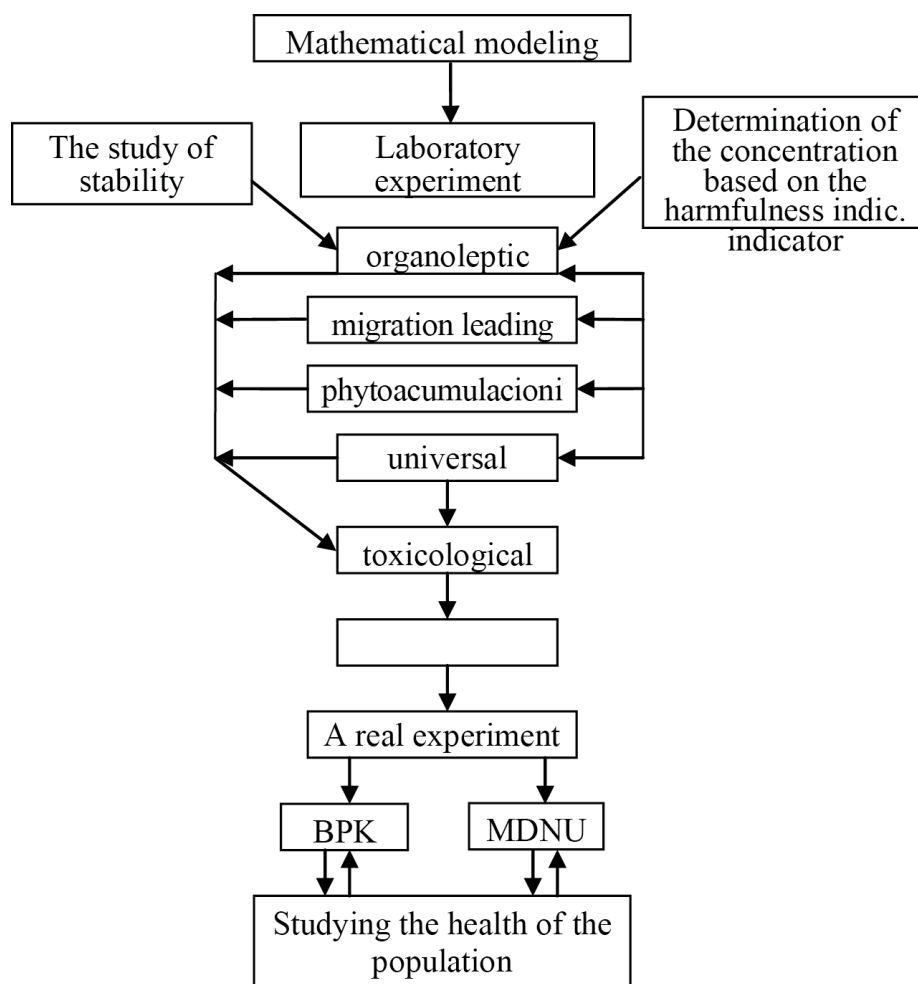 Mathematical modeling
The study of
stability
Laboratory
experiment
Determination of
the concentration
based on the
harmfulness indic.
indicator
organoleptic
migration leading
phytoacumulacioni
universal
toxicological
A real experiment
BPK
MDNU
Studying the health of the
population